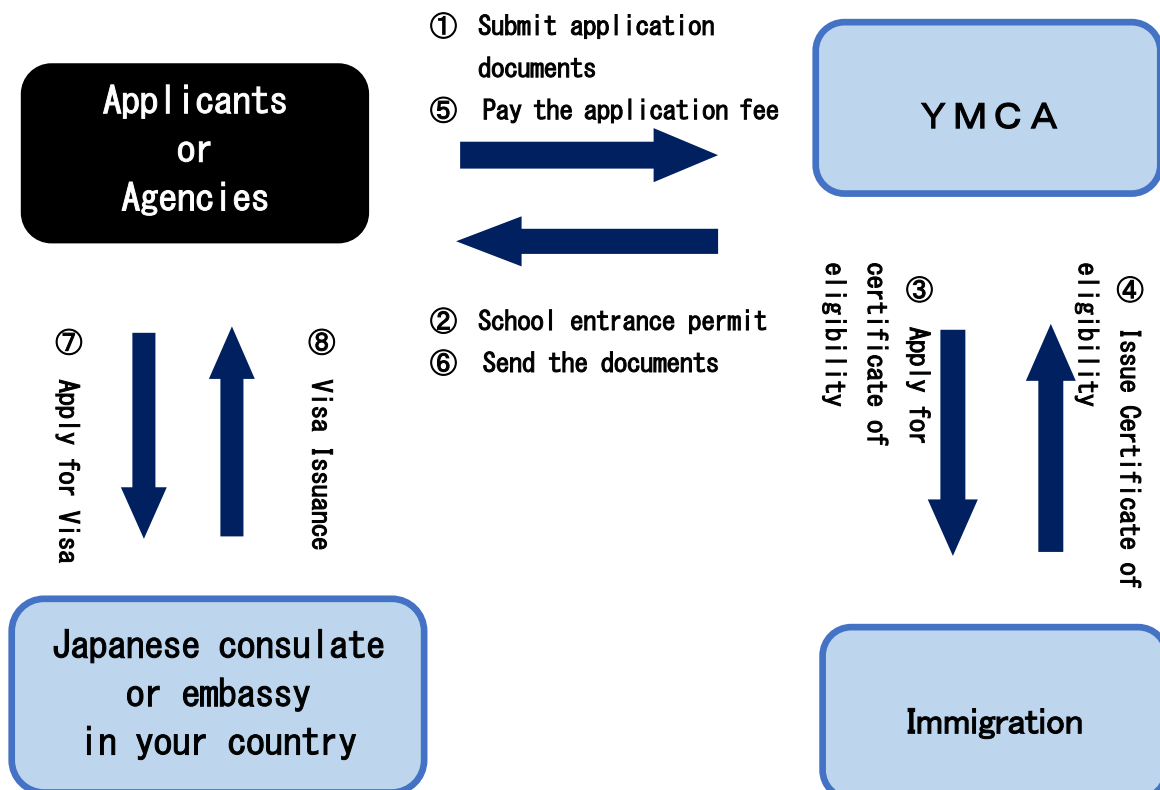 Applicants
or
Agencies
① Submit application
documents
⑤ Pay the application fee
YMCA
② School entrance permit
⑥ Send the documents
③ Apply for
certificate of
eligibility
④ Issue Certificate of
eligibility
⑦ Apply for Visa
⑧ Visa Issuance
Japanese consulate
or embassy
in your country
Immigration